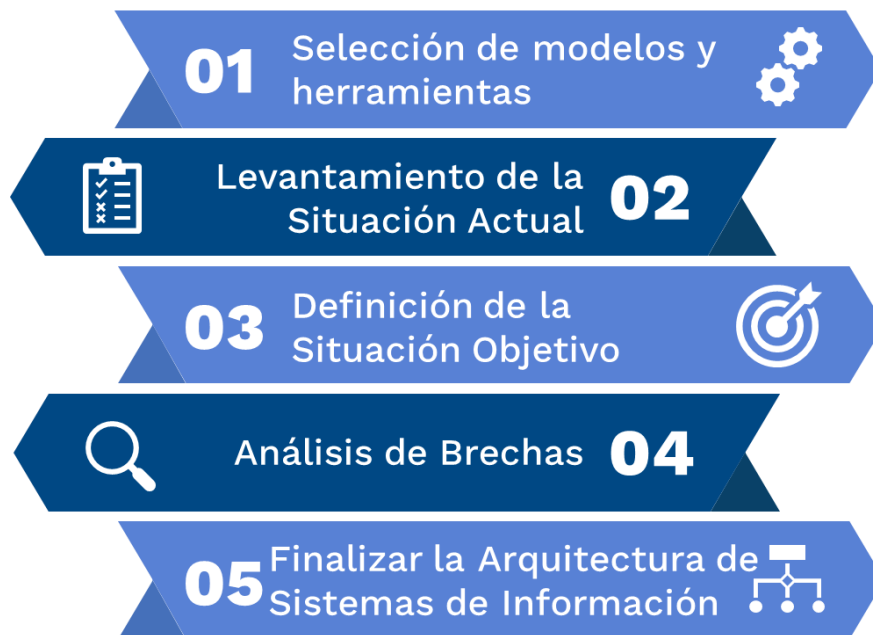 01 Selección de modelos y
herramientas
Levantamiento de la
Situación Actual 02
03 Definición de la
Situación Objetivo
Análisis de Brechas 04
05 Finalizar la Arquitectura de
Sistemas de Información